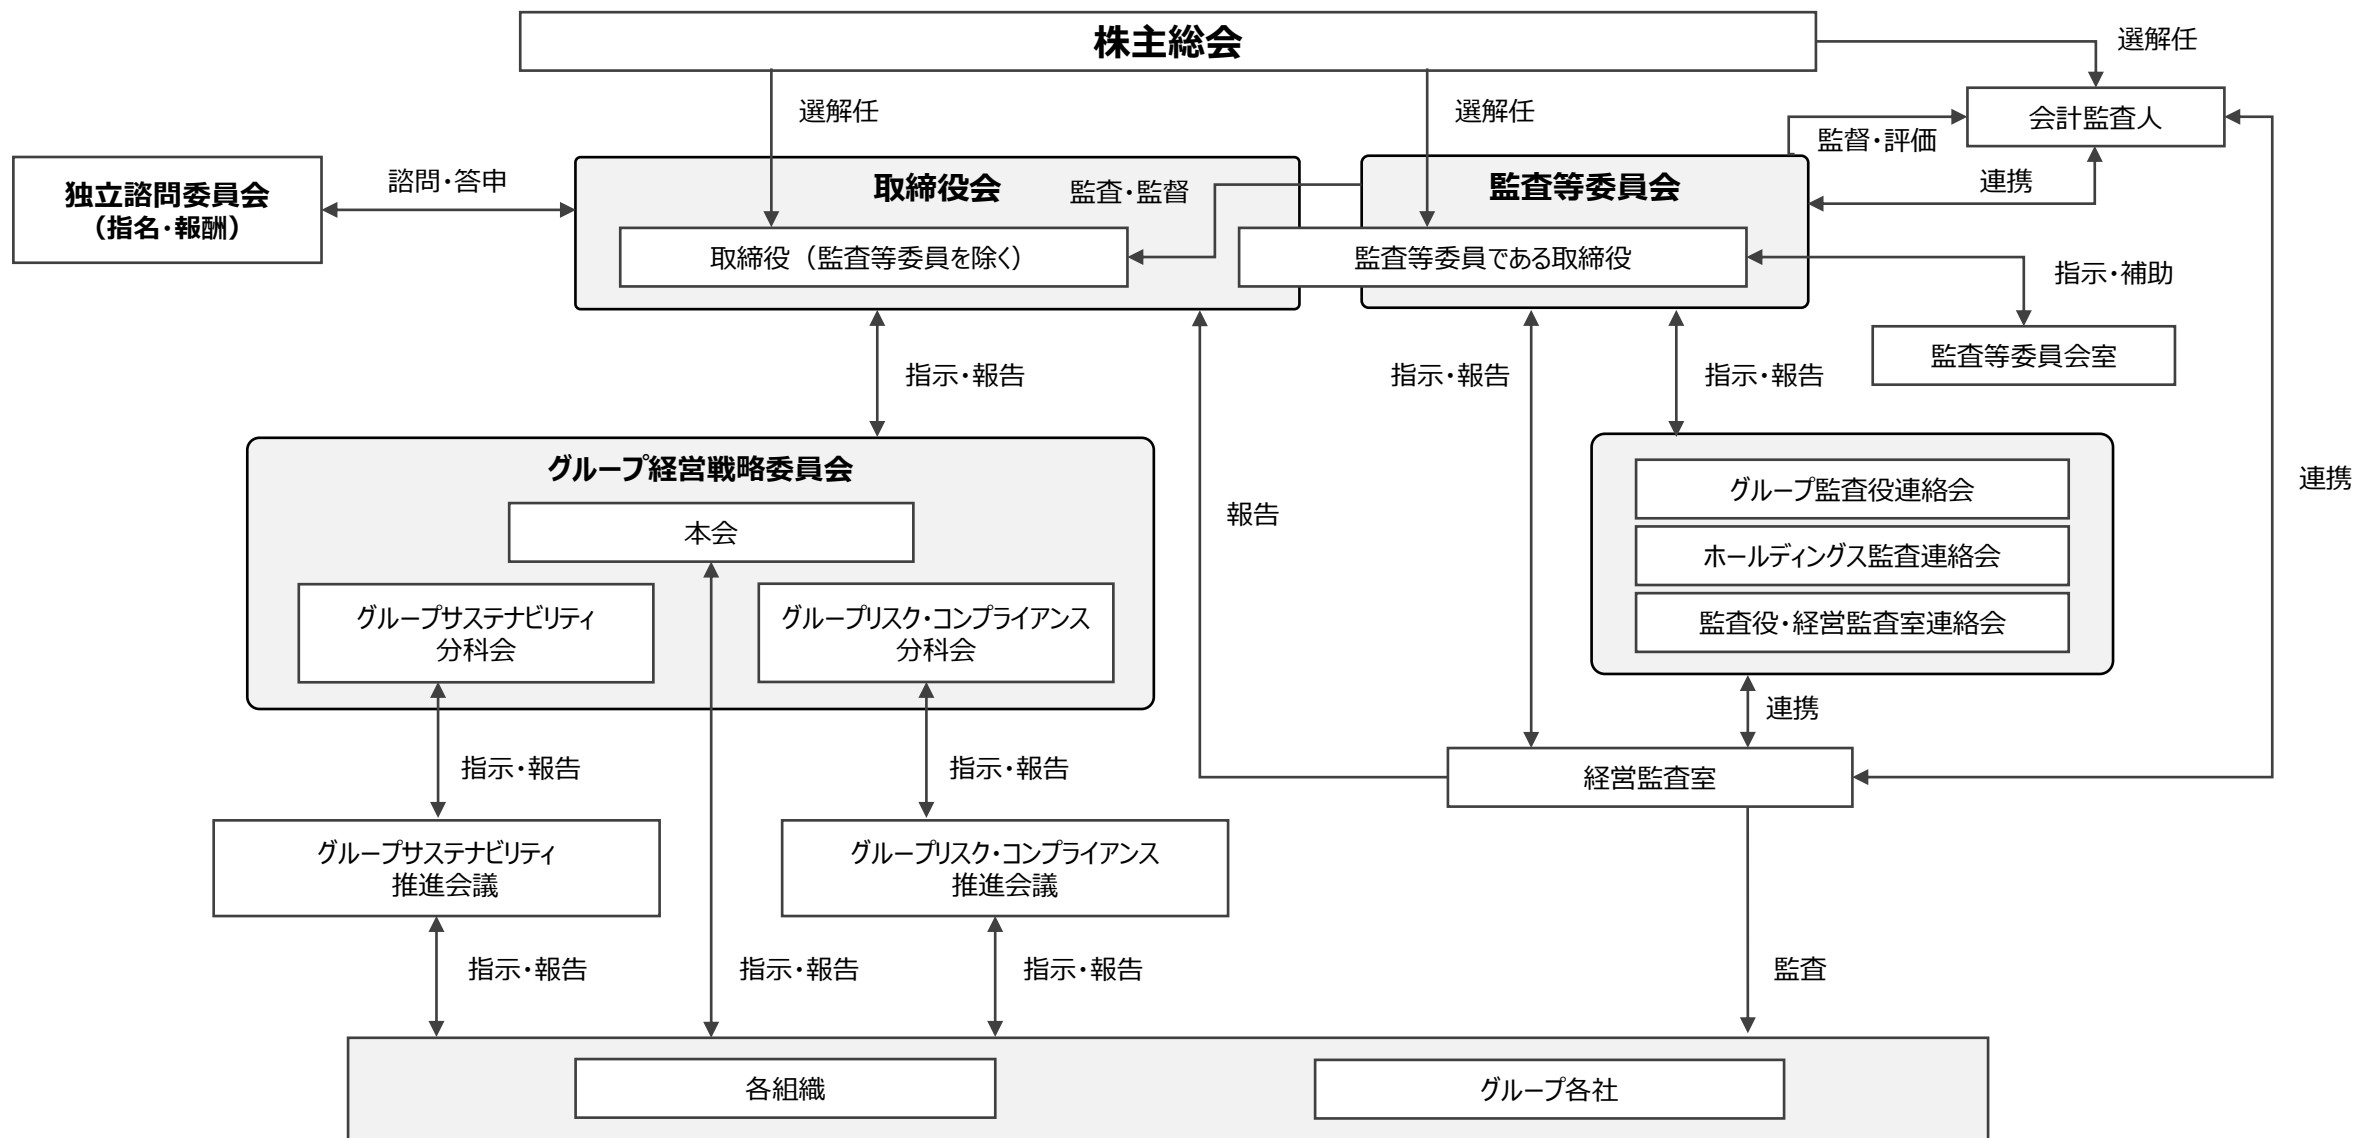 株主総会
選解任
選解任
選解任
会計監査人
監督・評価
連携
独立諮問委員会
（指名・報酬）
諮問・答申
取締役会
監査・監督
監査等委員会
取締役（監査等委員を除く）
監査等委員である取締役
指示・補助
監査等委員会室
指示・報告
指示・報告
指示・報告
グループ経営戦略委員会
本会
グループサステナビリティ
分科会
グループリスク・コンプライアンス
分科会
報告
グループ監査役連絡会
ホールディングス監査連絡会
監査役・経営監査室連絡会
連携
連携
指示・報告
指示・報告
経営監査室
グループサステナビリティ
推進会議
グループリスク・コンプライアンス
推進会議
指示・報告
指示・報告
指示・報告
監査
各組織
グループ各社